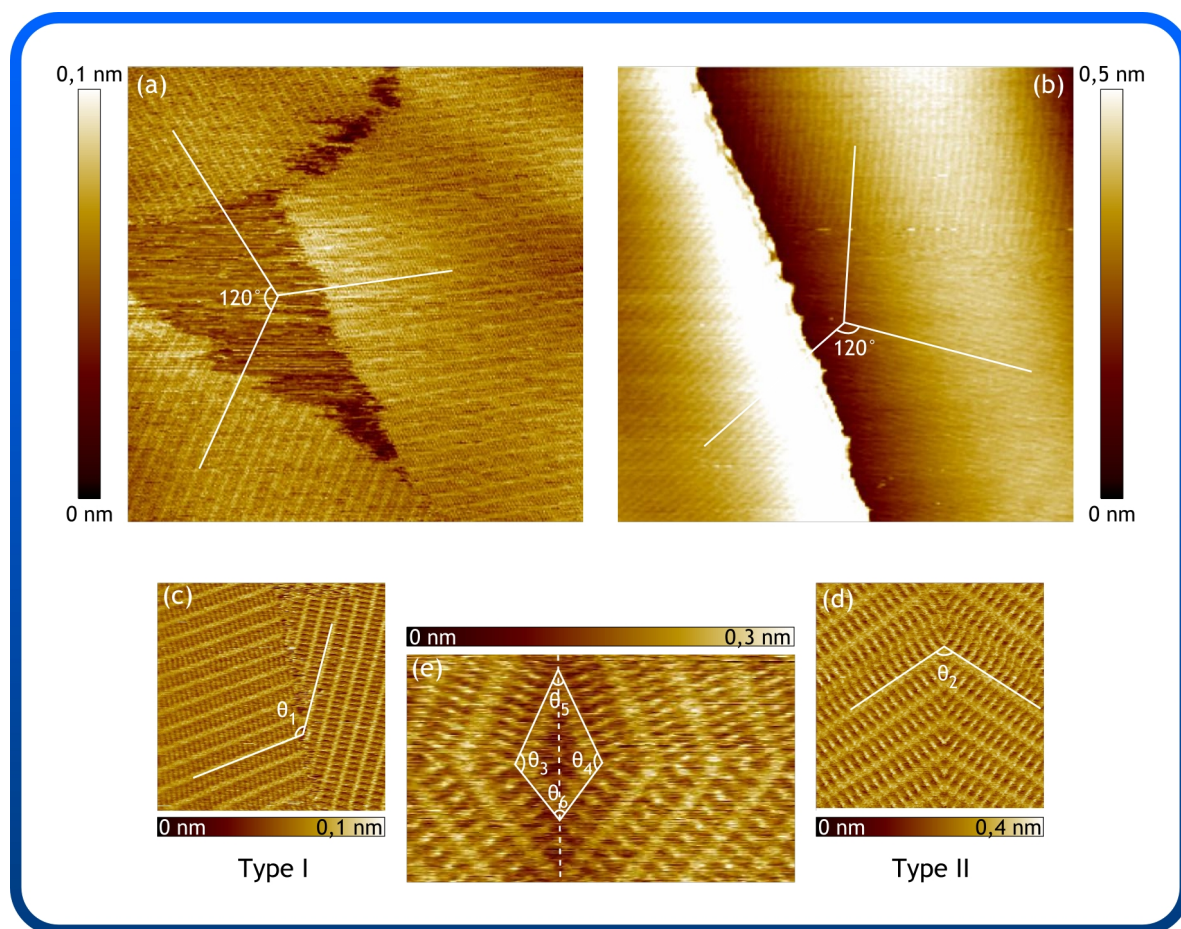 0,1 nm
(a)
120°
0 nm
0,5 nm
(b)
120°
0 nm
(c)
θ1
0 nm 0,1 nm
Type I
0 nm 0,3 nm
(e)
θ5
θ3 θ4
θ6
(d)
θ2
0 nm 0,4 nm
Type II